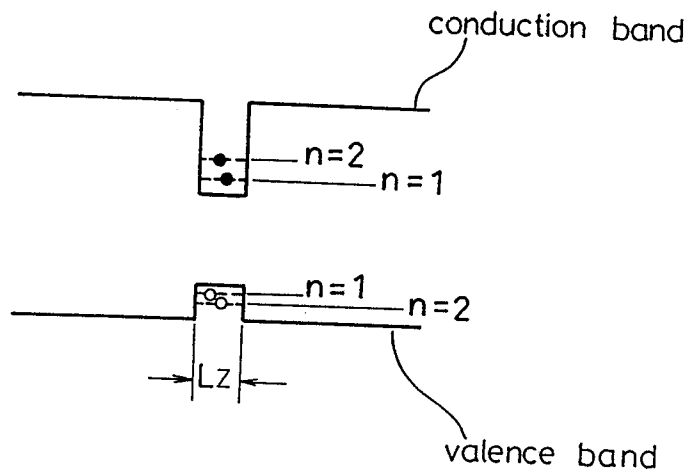 conduction band
n=2
n=1
n=1
n=2
Lz
valence band